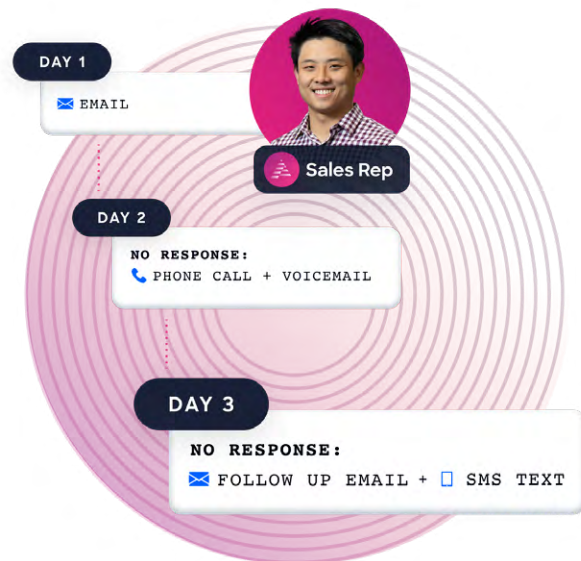 DAY 1
EMAIL
Sales Rep
DAY 2
NO RESPONSE:
PHONE CALL + VOICEMAIL
DAY 3
NO RESPONSE:
FOLLOW UP EMAIL + SMS TEXT